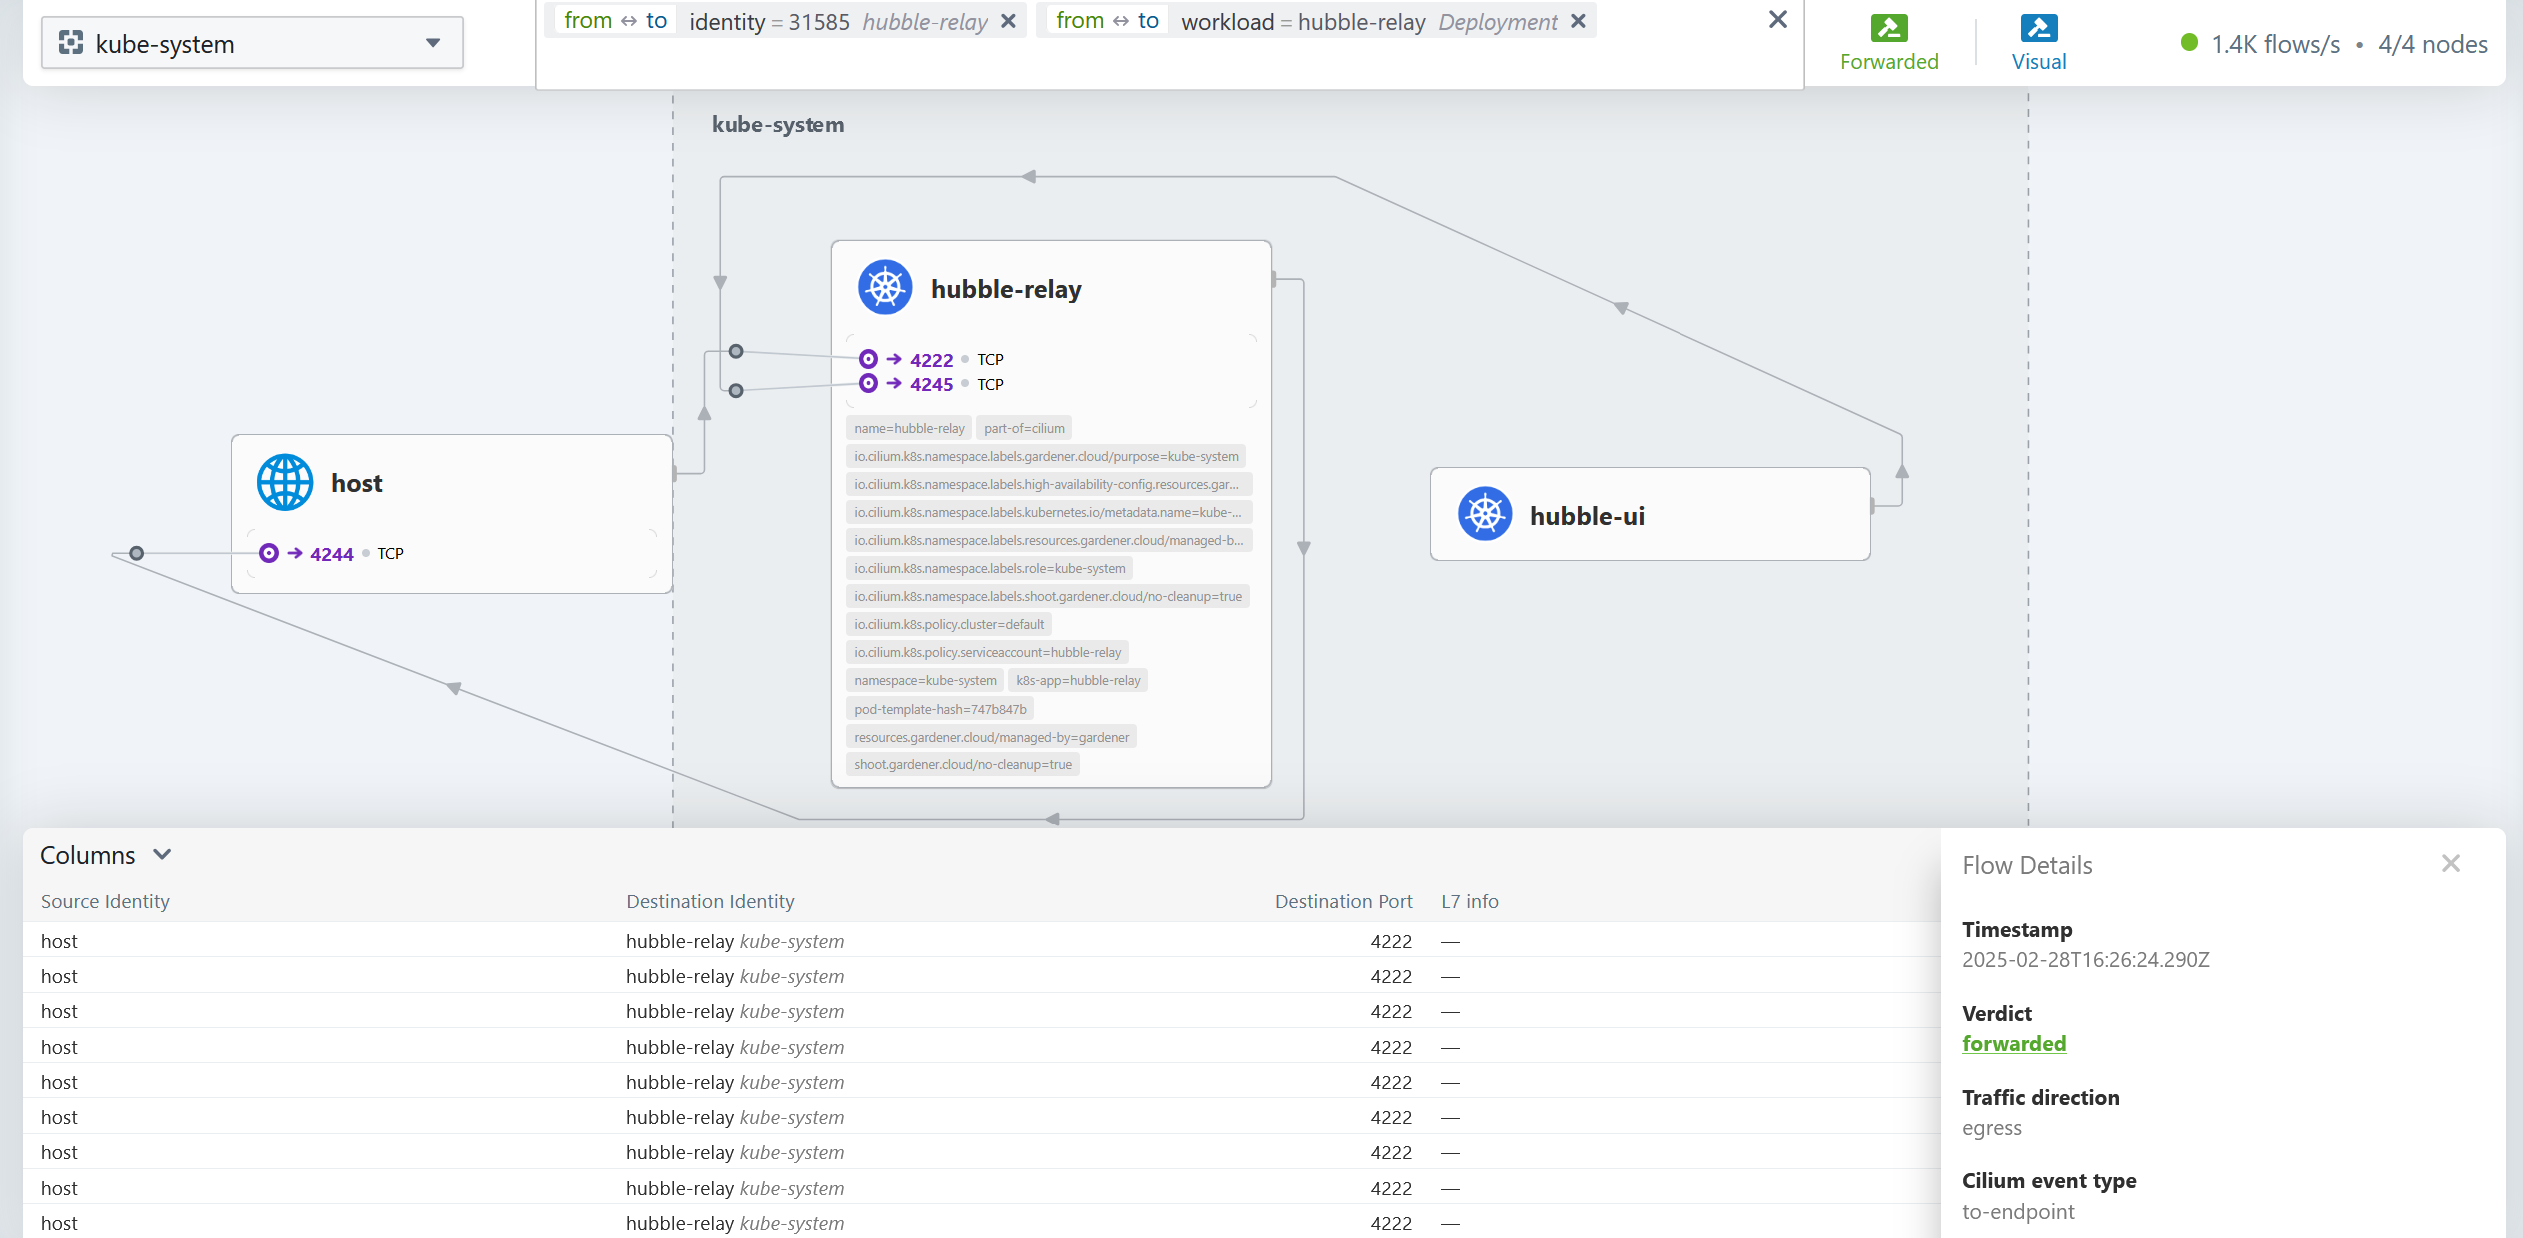 kube-system
from ↔ to identity = 31585 hubble-relay ✕ from ↔ to workload = hubble-relay Deployment ✕
Forwarded
Visual
1.4K flows/s • 4/4 nodes
kube-system
hubble-relay
→ 4222 • TCP
→ 4245 • TCP
name=hubble-relay part-of=cilium
io.cilium.k8s.namespace.labels.gardener.cloud/purpose=kube-system
io.cilium.k8s.namespace.labels.high-availability-config.resources.gar...
io.cilium.k8s.namespace.labels.kubernetes.io/metadata.name=kube-...
io.cilium.k8s.namespace.labels.resources.gardener.cloud/managed-b...
io.cilium.k8s.namespace.labels.role=kube-system
io.cilium.k8s.namespace.labels.shoot.gardener.cloud/no-cleanup=true
io.cilium.k8s.policy.cluster=default
io.cilium.k8s.policy.serviceaccount=hubble-relay
namespace=kube-system k8s-app=hubble-relay
pod-template-hash=747b847b
resources.gardener.cloud/managed-by=gardener
shoot.gardener.cloud/no-cleanup=true
host
→ 4244 • TCP
hubble-ui
Columns
Source Identity Destination Identity Destination Port L7 info
host hubble-relay kube-system 4222 —
host hubble-relay kube-system 4222 —
host hubble-relay kube-system 4222 —
host hubble-relay kube-system 4222 —
host hubble-relay kube-system 4222 —
host hubble-relay kube-system 4222 —
host hubble-relay kube-system 4222 —
host hubble-relay kube-system 4222 —
host hubble-relay kube-system 4222 —
Flow Details
Timestamp
2025-02-28T16:26:24.290Z
Verdict
forwarded
Traffic direction
egress
Cilium event type
to-endpoint